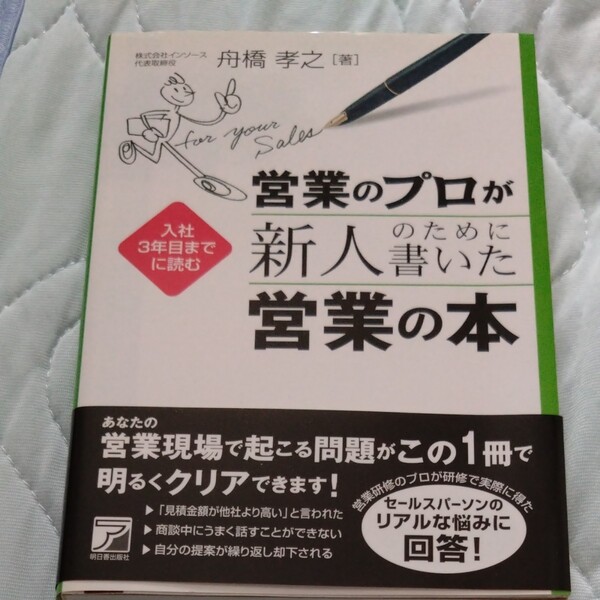 株式会社インソース
代表取締役
舟橋 孝之 [著]
for your
Sales
入社
3年目まで
に読む
営業のプロが
新人のために
書いた
営業の本
あなたの
営業現場で起こる問題がこの1冊で
明るくクリアできます!
▶「見積金額が他社より高い」と言われた
▶商談中にうまく話すことができない
▶自分の提案が繰り返し却下される
営業研修のプロが研修で実際に得た
セールスパーソンの
リアルな悩みに
回答!
明日香出版社